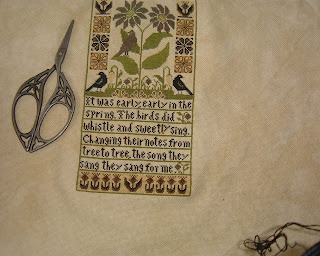 It was early, early in the
spring. The birds did
whistle and sweetly sing.
Changing their notes from
tree to tree, the song they
sang they sang for me